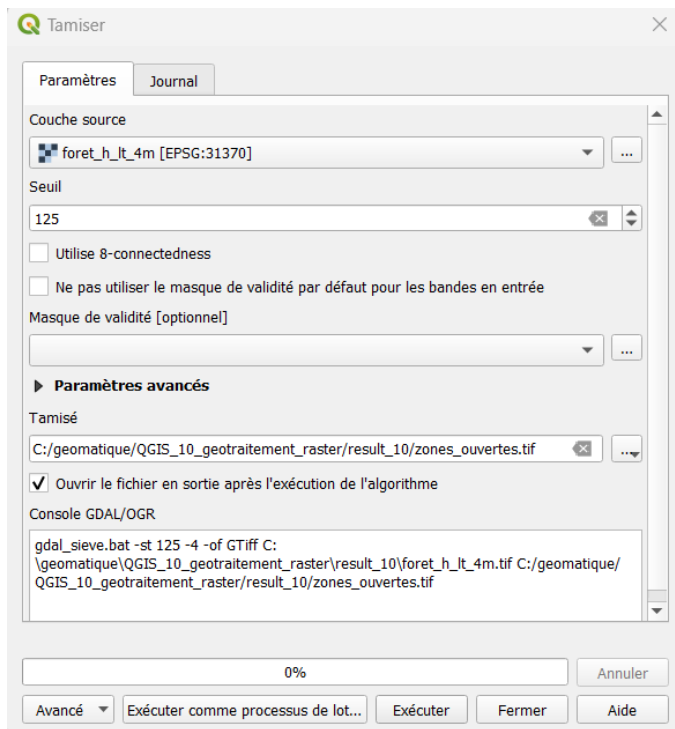 Tamiser
Paramètres
Journal
Couche source
foret_h_lt_4m [EPSG:31370]
...
Seuil
125
Utilise 8-connectedness
Ne pas utiliser le masque de validité par défaut pour les bandes en entrée
Masque de validité [optionnel]
...
Paramètres avancés
Tamisé
C:/geomatique/QGIS_10_geotraitement_raster/result_10/zones_ouvertes.tif
...
Ouvrir le fichier en sortie après l'exécution de l'algorithme
Console GDAL/OGR
gdal_sieve.bat -st 125 -4 -of GTiff C:
\geomatique\QGIS_10_geotraitement_raster\result_10\foret_h_lt_4m.tif C:/geomatique/
QGIS_10_geotraitement_raster/result_10/zones_ouvertes.tif
0%
Annuler
Avancé
Exécuter comme processus de lot...
Exécuter
Fermer
Aide